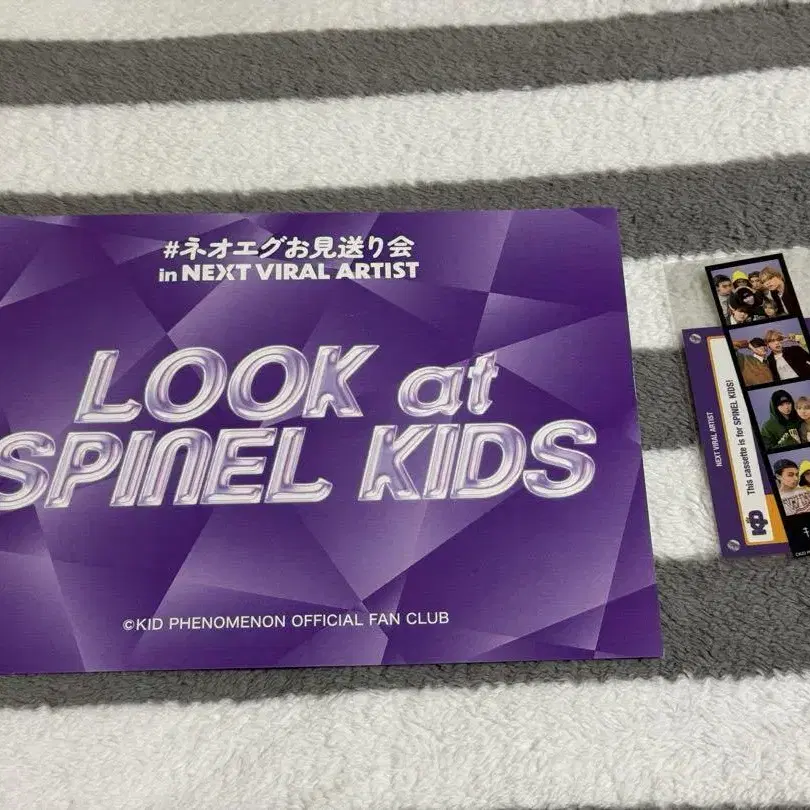 #ネオエグお見送り会
in NEXT VIRAL ARTIST
LOOK at
SPINEL KIDS
©KID PHENOMENON OFFICIAL FAN CLUB
NEXT VIRAL ARTIST
This cassette is for SPINEL KIDS!